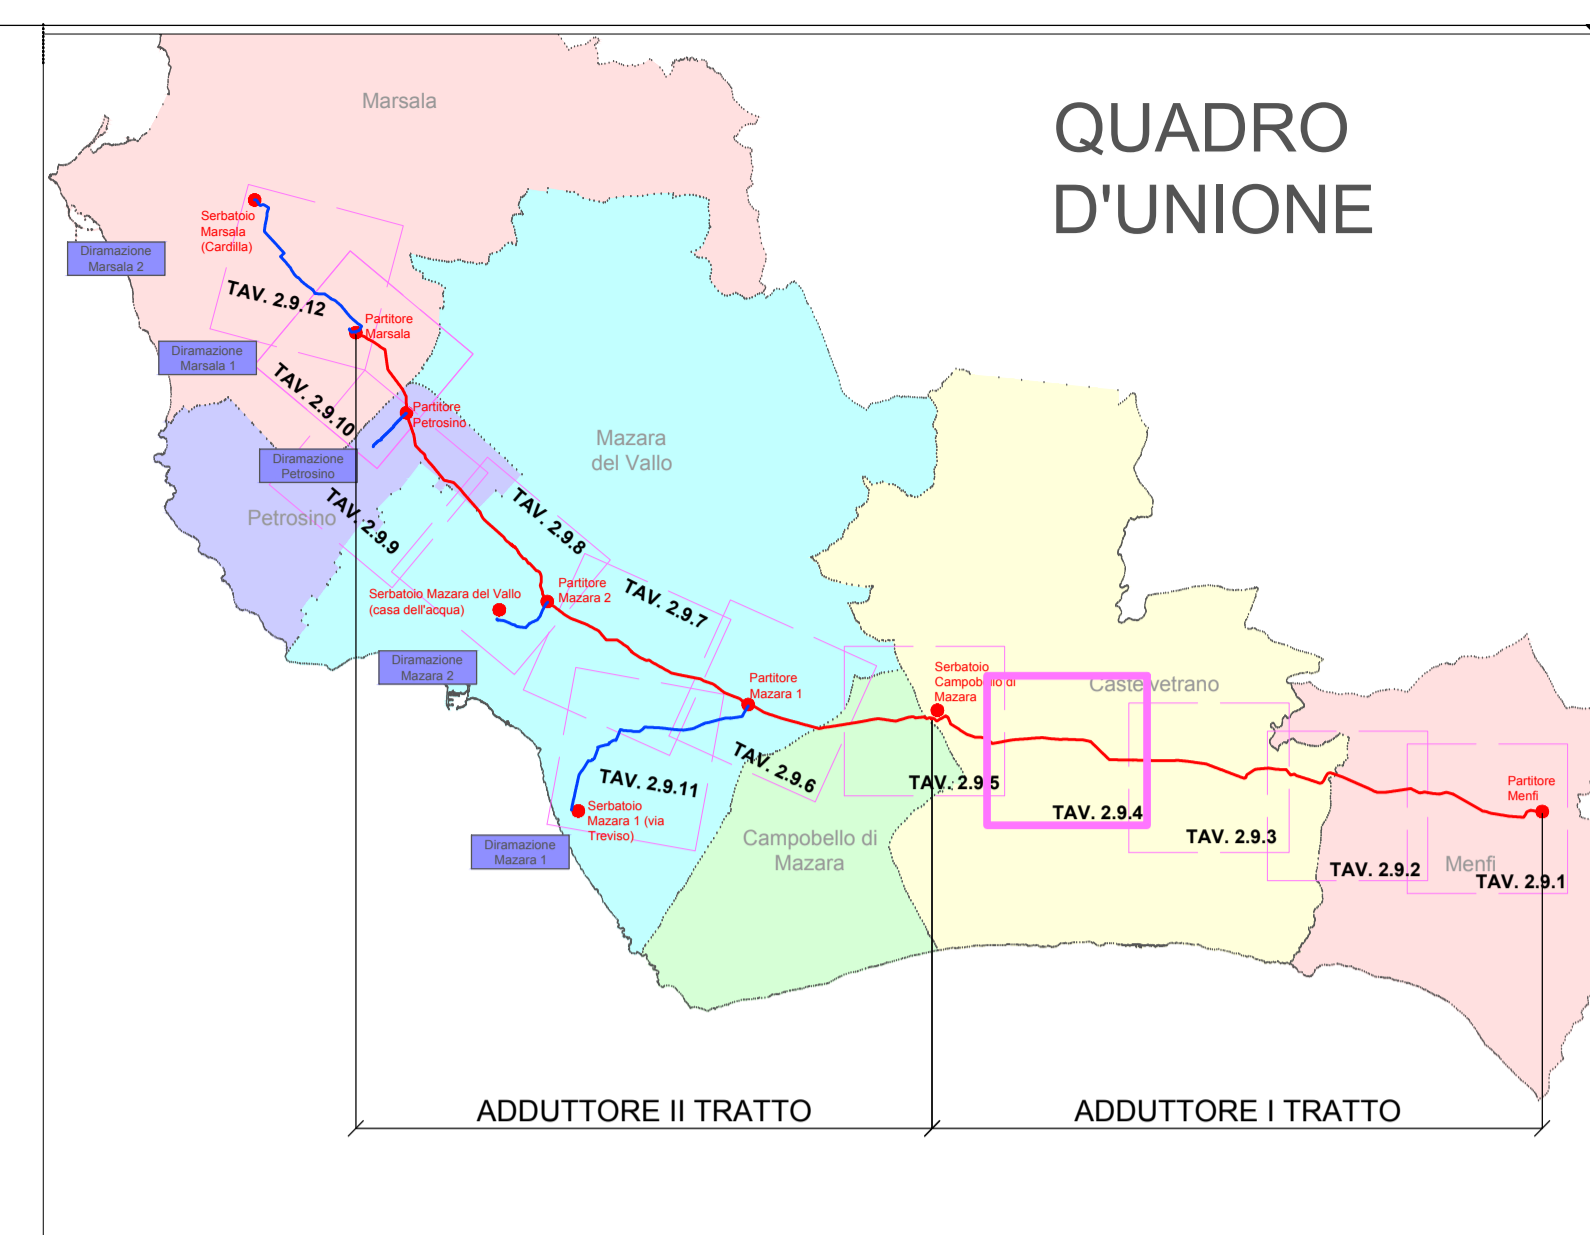 QUADRO
D'UNIONE
Marsala
Serbatoio
Marsala
(Cardilla)
Diramazione
Marsala 2
TAV. 2.9.12
Partitore
Marsala
Diramazione
Marsala 1
TAV. 2.9.10
Partitore
Petrosino
Diramazione
Petrosino
Mazara
del Vallo
Petrosino
TAV. 2.9.9
TAV. 2.9.8
Serbatoio Mazara del Vallo
(casa dell'acqua)
Partitore
Mazara 2
TAV. 2.9.7
Diramazione
Mazara 2
Partitore
Mazara 1
Serbatoio
Campobello di
Mazara
Castelvetrano
TAV. 2.9.6
TAV. 2.9.5
TAV. 2.9.11
Serbatoio
Mazara 1 (via
Treviso)
Diramazione
Mazara 1
Campobello di
Mazara
TAV. 2.9.4
TAV. 2.9.3
TAV. 2.9.2
Partitore
Menfi
Menfi
TAV. 2.9.1
ADDUTTORE II TRATTO
ADDUTTORE I TRATTO